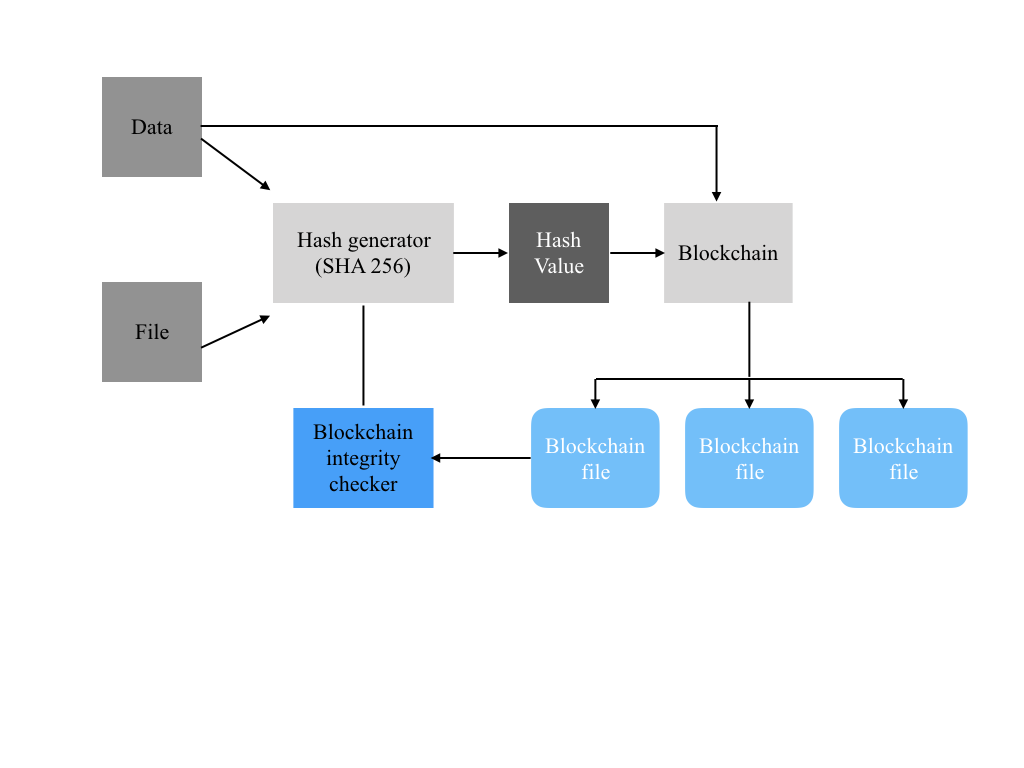 Data
Hash generator
(SHA 256)
Hash
Value
Blockchain
File
Blockchain
integrity
checker
Blockchain
file
Blockchain
file
Blockchain
file